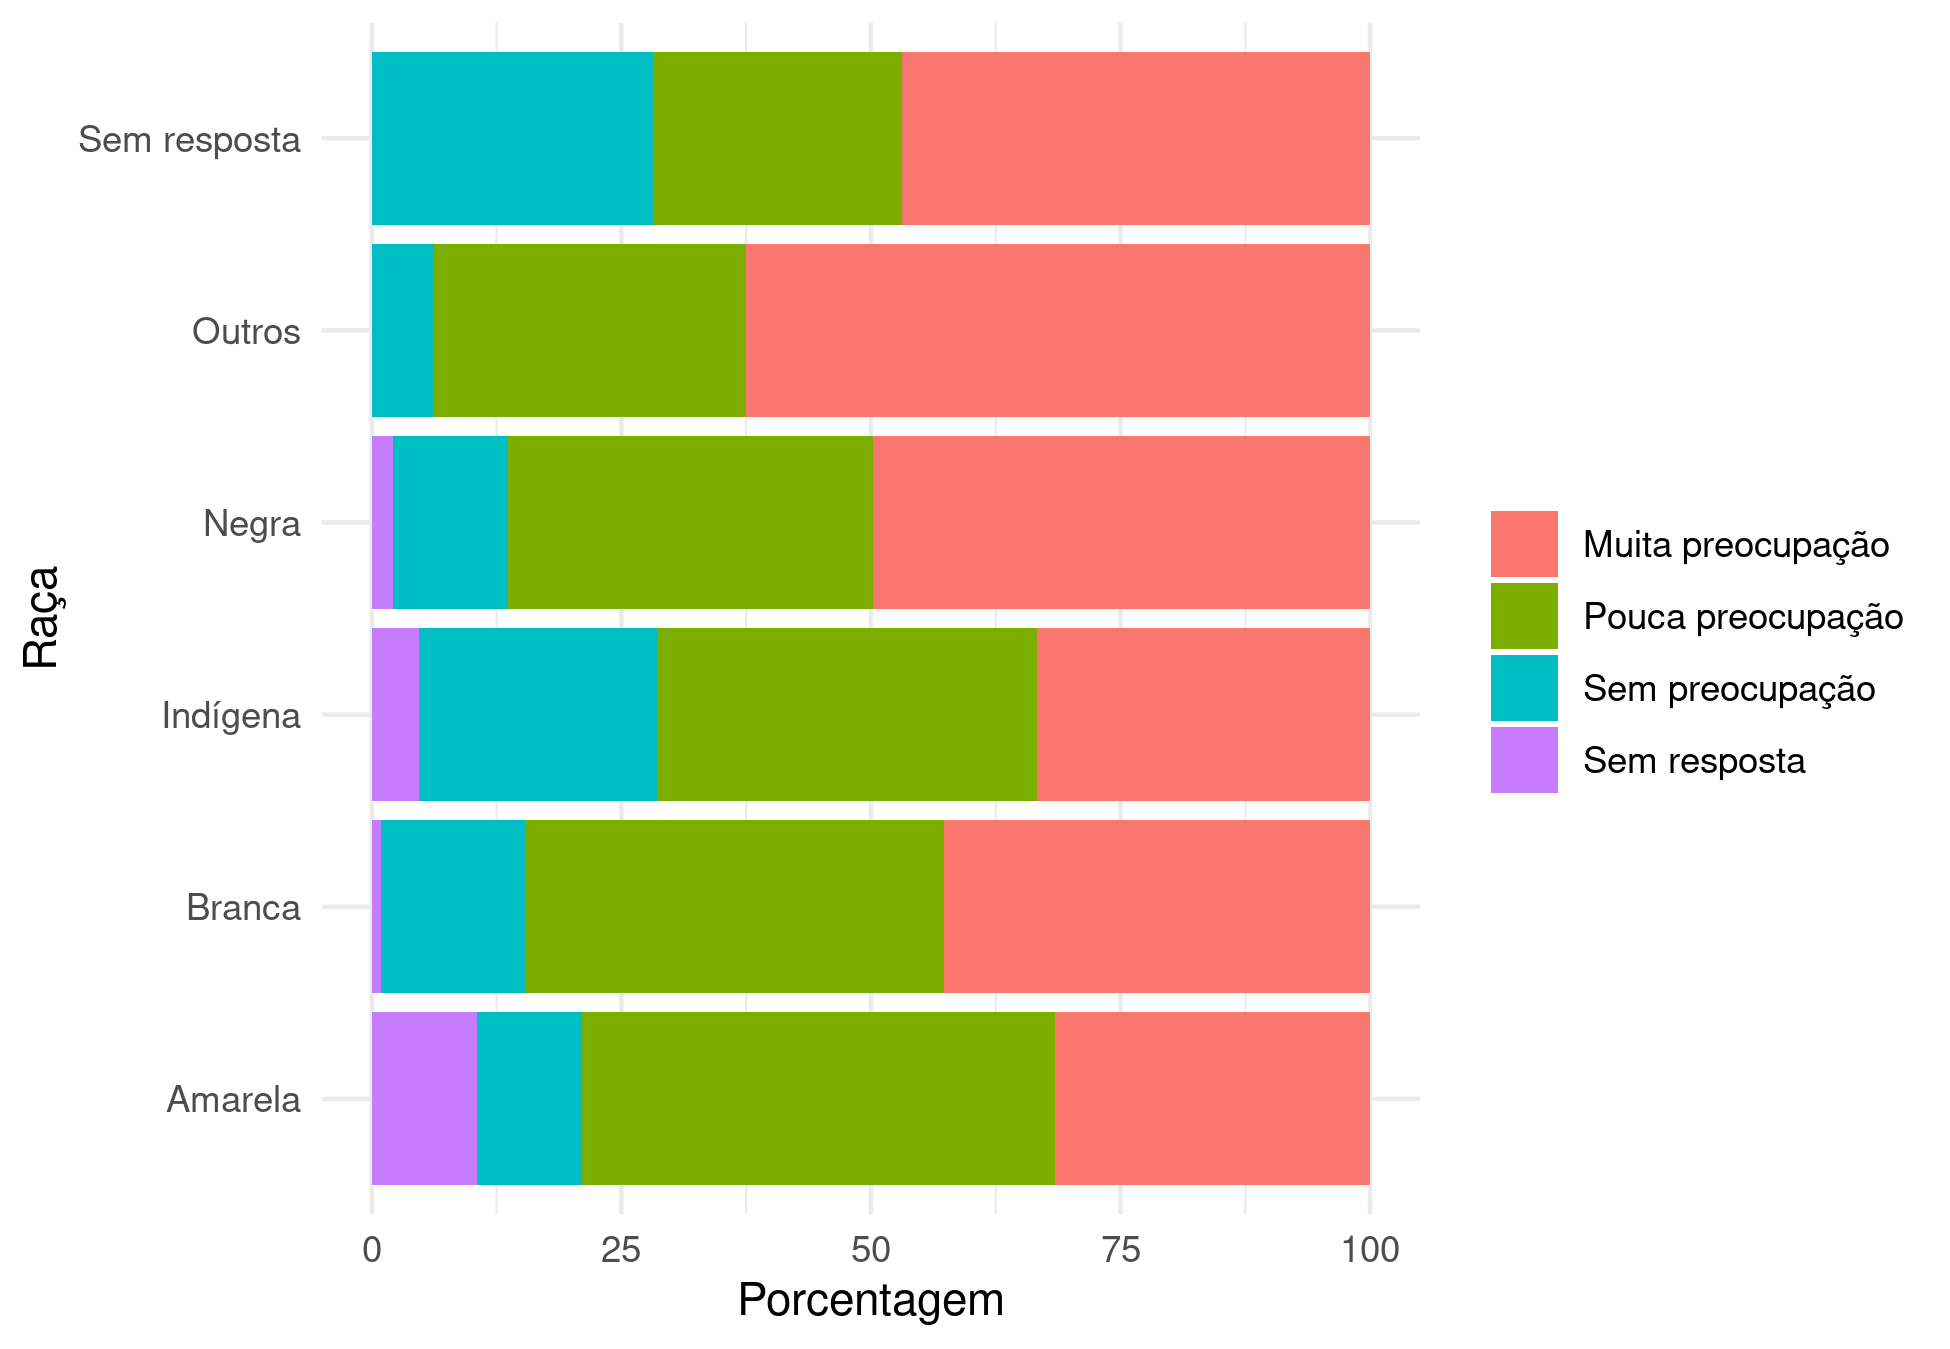 Raça
Sem resposta
Outros
Negra
Indígena
Branca
Amarela
0 25 50 75 100
Porcentagem
Muita preocupação
Pouca preocupação
Sem preocupação
Sem resposta